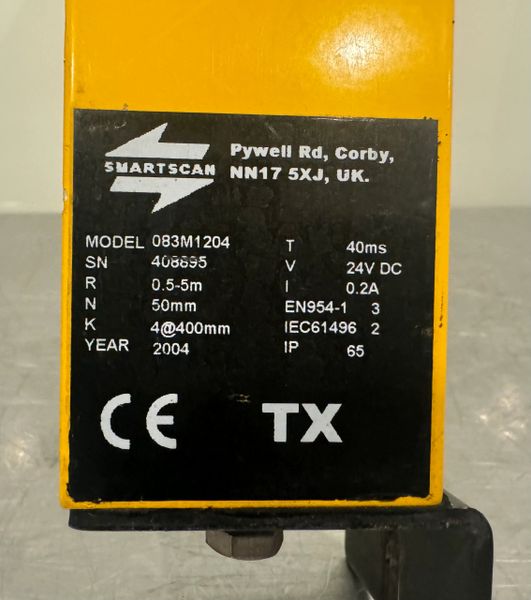 SMARTSCAN
Pywell Rd, Corby,
NN17 5XJ, UK.
MODEL 083M1204
SN 408895
R 0.5-5m
N 50mm
K 4@400mm
YEAR 2004
T 40ms
V 24V DC
I 0.2A
EN954-1 3
IEC61496 2
IP 65
CE TX